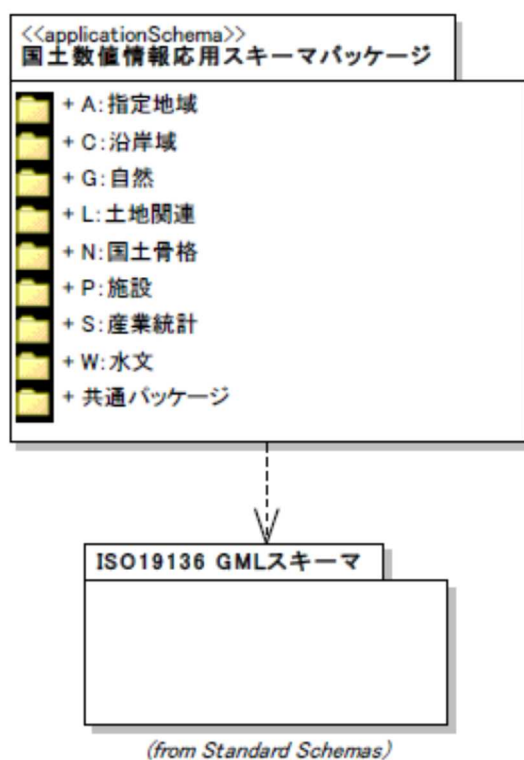 <<applicationSchema>>
国土数値情報応用スキーマパッケージ
+ A:指定地域
+ C:沿岸域
+ G:自然
+ L:土地関連
+ N:国土骨格
+ P:施設
+ S:産業統計
+ W:水文
+ 共通パッケージ
ISO19136 GMLスキーマ
(from Standard Schemas)